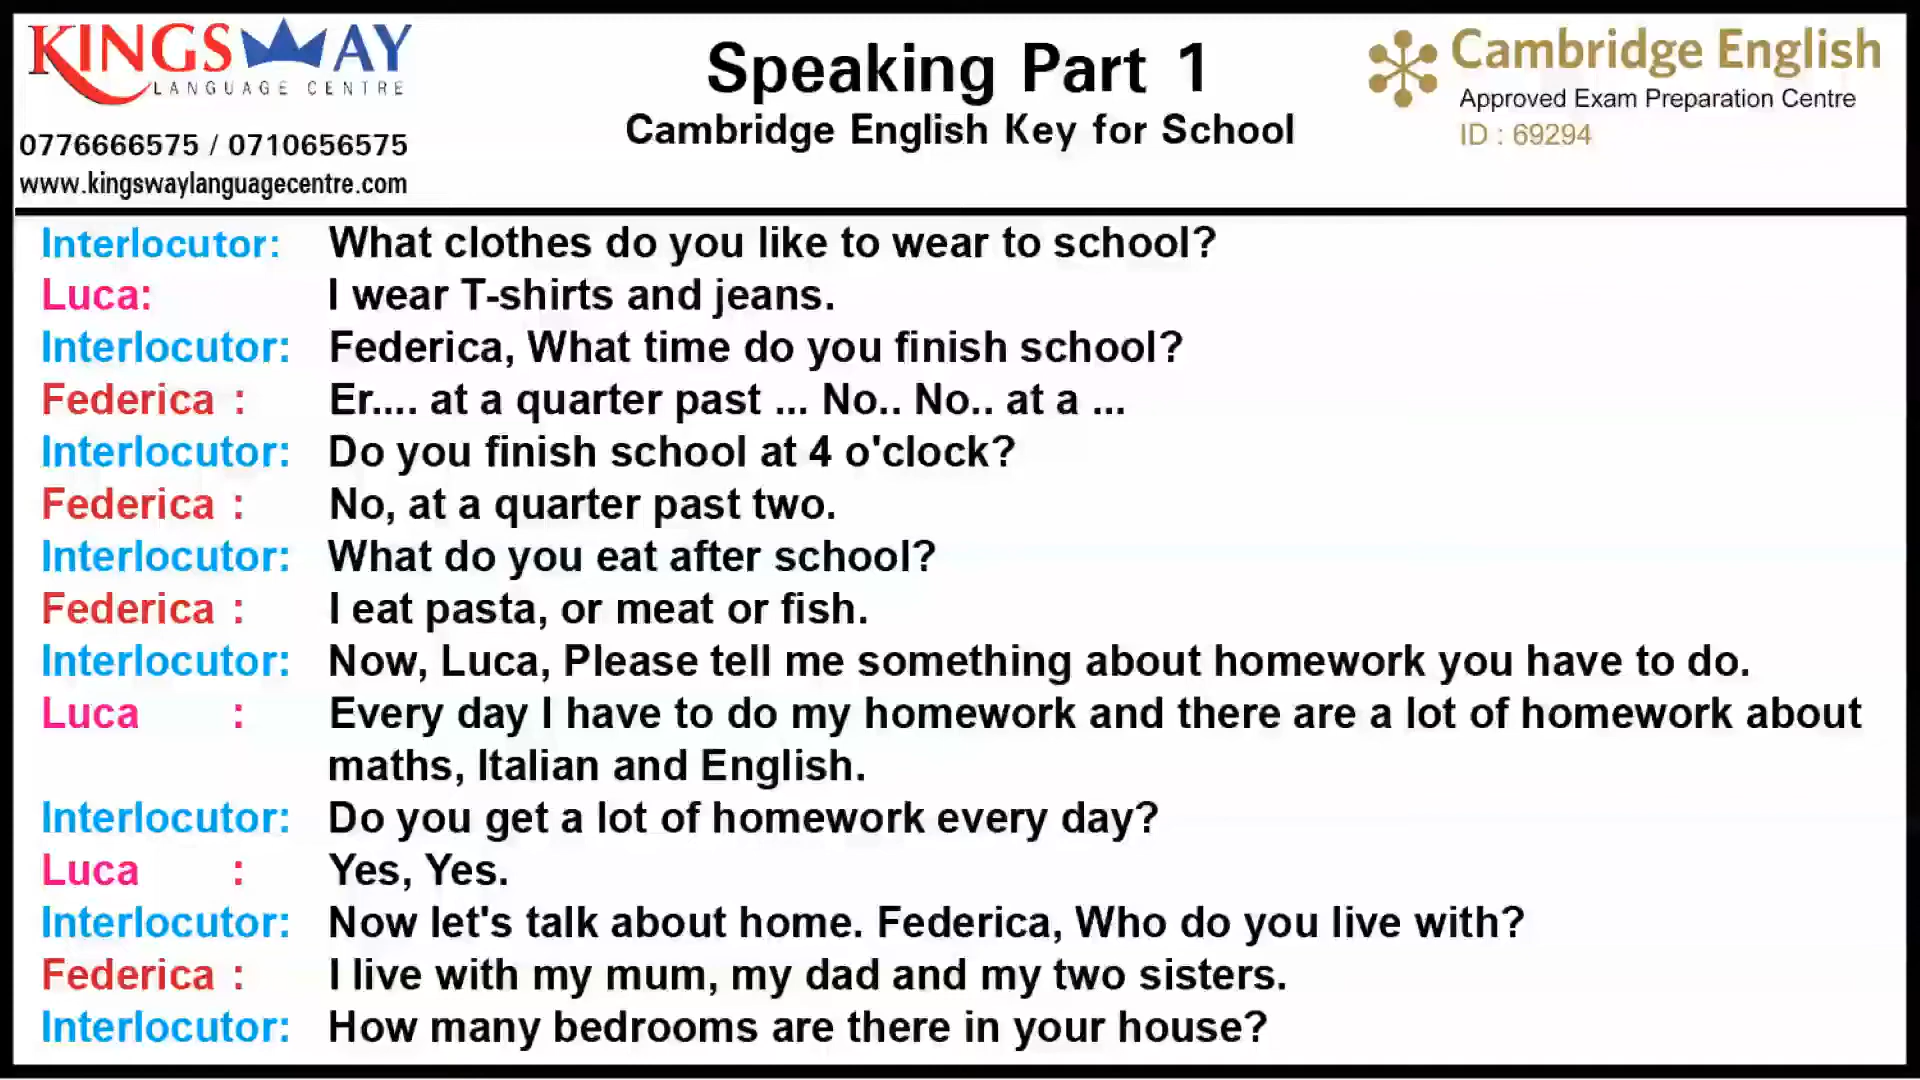 KINGSWAY
LANGUAGE CENTRE
0776666575 / 0710656575
www.kingswaylanguagecentre.com
Speaking Part 1
Cambridge English Key for School
Cambridge English
Approved Exam Preparation Centre
ID : 69294
Interlocutor: What clothes do you like to wear to school?
Luca: I wear T-shirts and jeans.
Interlocutor: Federica, What time do you finish school?
Federica : Er.... at a quarter past ... No.. No.. at a ...
Interlocutor: Do you finish school at 4 o'clock?
Federica : No, at a quarter past two.
Interlocutor: What do you eat after school?
Federica : I eat pasta, or meat or fish.
Interlocutor: Now, Luca, Please tell me something about homework you have to do.
Luca : Every day I have to do my homework and there are a lot of homework about
maths, Italian and English.
Interlocutor: Do you get a lot of homework every day?
Luca : Yes, Yes.
Interlocutor: Now let's talk about home. Federica, Who do you live with?
Federica : I live with my mum, my dad and my two sisters.
Interlocutor: How many bedrooms are there in your house?